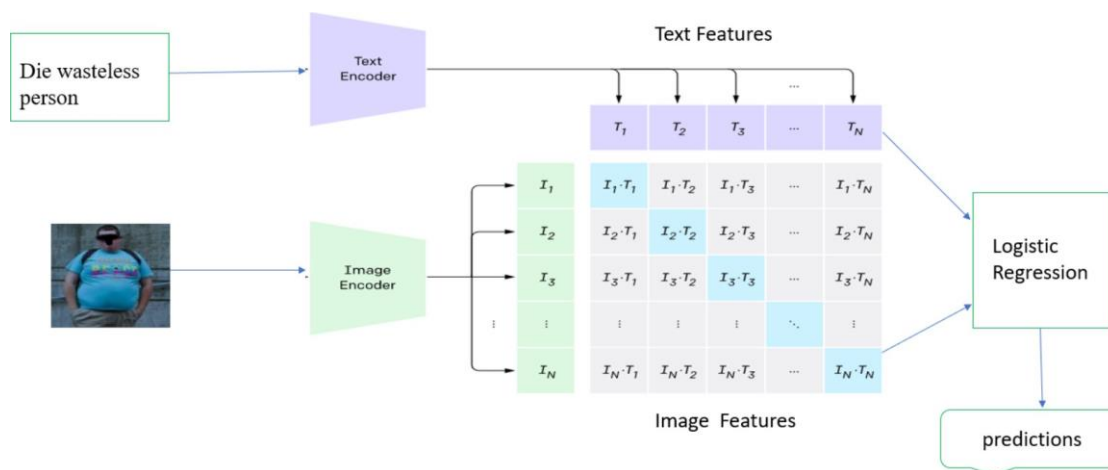 Text Features
Die wasteless
person
Text
Encoder
...
T1 T2 T3 ... TN
I1 I1·T1 I1·T2 I1·T3 ... I1·TN
I2 I2·T1 I2·T2 I2·T3 ... I2·TN
Image
Encoder
I3 I3·T1 I3·T2 I3·T3 ... I3·TN
⋮ ⋮ ⋮ ⋮ ⋮ ⋱ ⋮
IN IN·T1 IN·T2 IN·T3 ... IN·TN
Logistic
Regression
Image Features
predictions